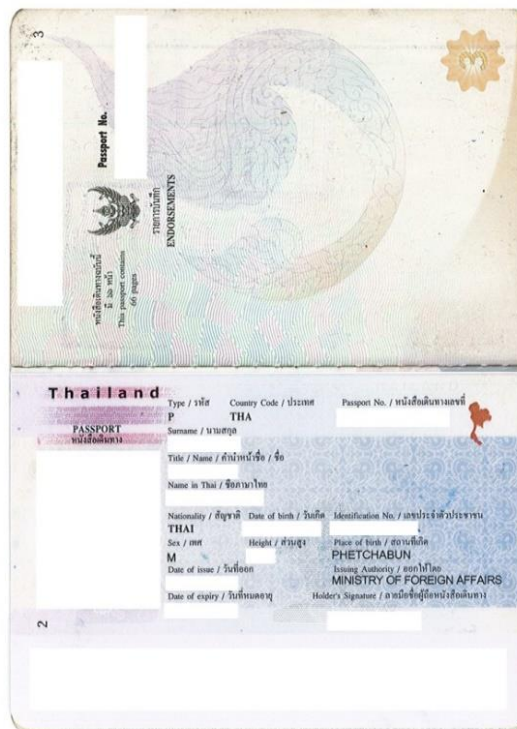 3
Passport No.
หนังสือเดินทางฉบับนี้
มี ๖๖ หน้า
This passport contains
66 pages
รายการบันทึก
ENDORSEMENTS
Thailand
PASSPORT
หนังสือเดินทาง
Type / รหัส Country Code / ประเทศ Passport No. / หนังสือเดินทางเลขที่
P THA
Surname / นามสกุล
Title / Name / คำนำหน้าชื่อ / ชื่อ
Name in Thai / ชื่อภาษาไทย
Nationality / สัญชาติ Date of birth / วันเกิด Identification No. / เลขประจำตัวประชาชน
THAI
Sex / เพศ Height / ส่วนสูง Place of birth / สถานที่เกิด
M PHETCHABUN
Date of issue / วันที่ออก Issuing Authority / ออกให้โดย
MINISTRY OF FOREIGN AFFAIRS
Date of expiry / วันที่หมดอายุ Holder's Signature / ลายมือชื่อผู้ถือหนังสือเดินทาง
2